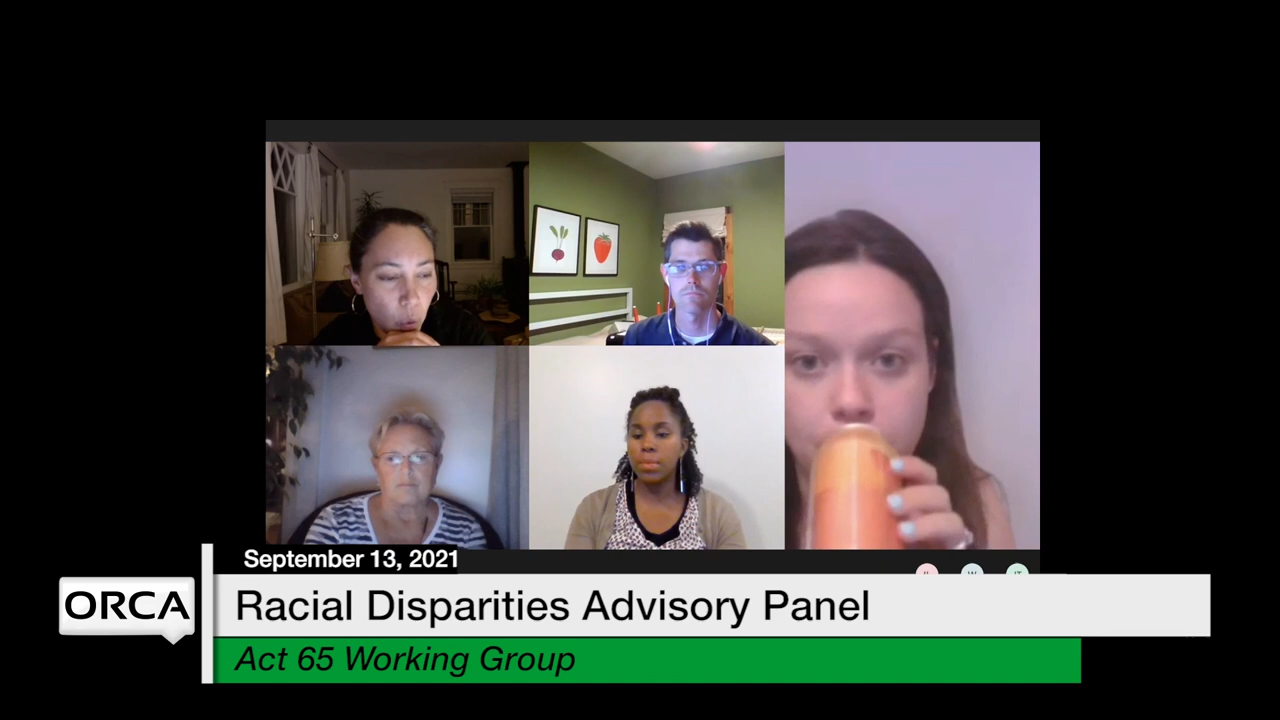 September 13, 2021
ORCA
Racial Disparities Advisory Panel
Act 65 Working Group